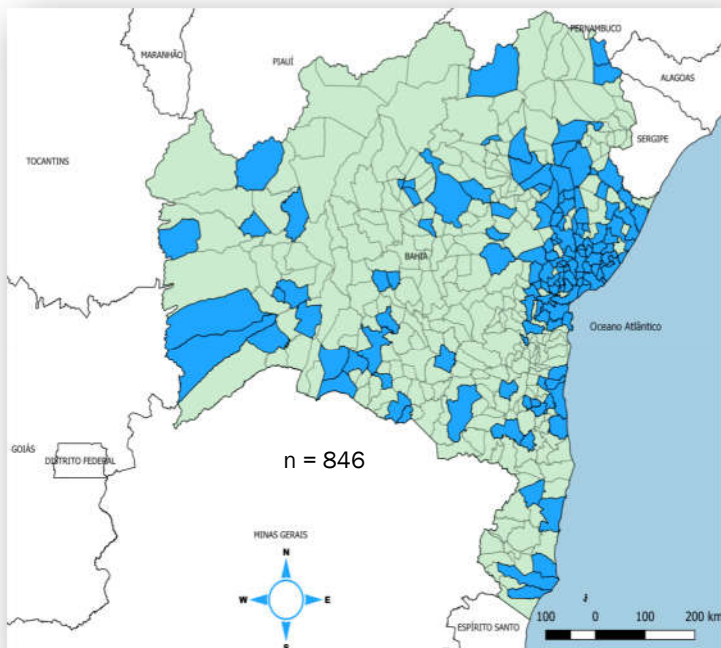 PERNAMBUCO
MARANHÃO
PIAUÍ
ALAGOAS
SERGIPE
TOCANTINS
BAHIA
Oceano Atlântico
GOIÁS
DISTRITO FEDERAL
n = 846
MINAS GERAIS
N
W E
S
ESPÍRITO SANTO
100 0 100 200 km